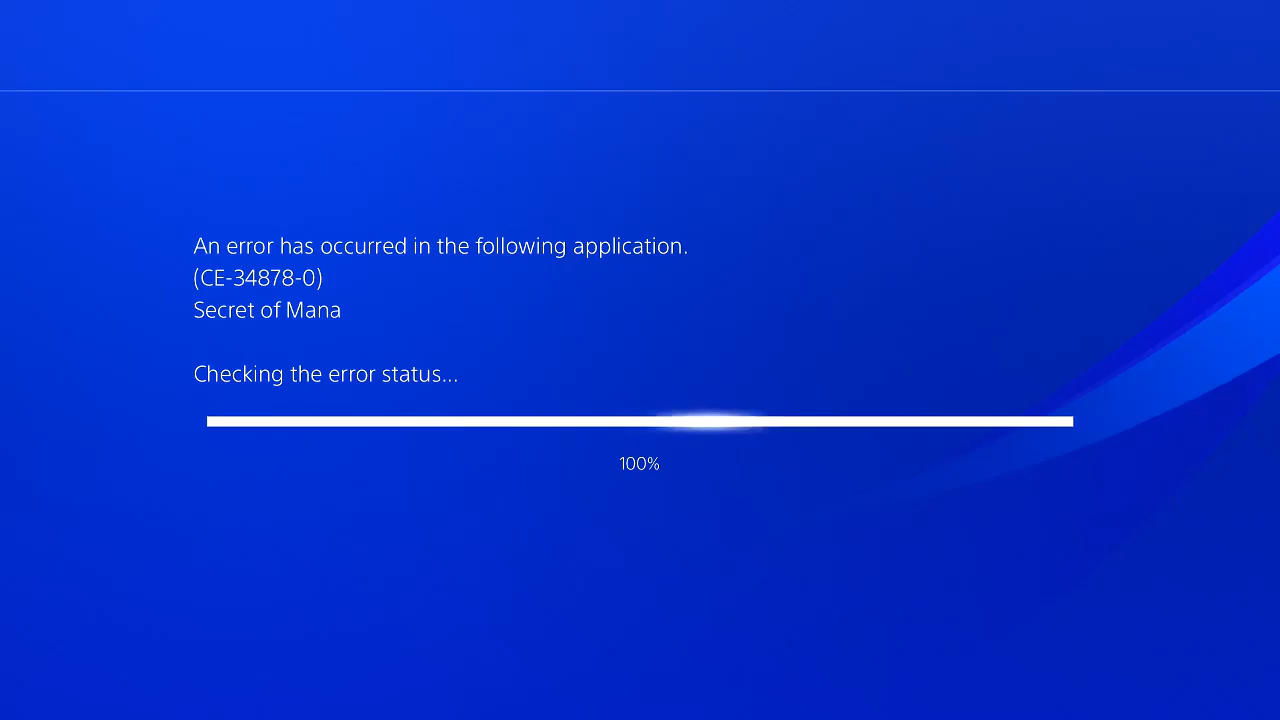 An error has occurred in the following application.
(CE-34878-0)
Secret of Mana
Checking the error status...
100%